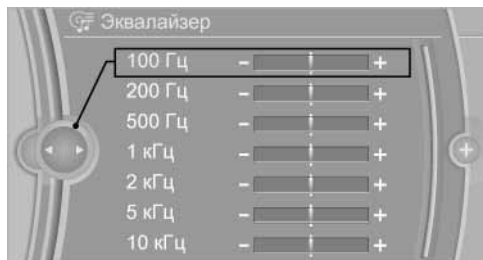 Эквалайзер
100 Гц - +
200 Гц - +
500 Гц - +
1 кГц - +
2 кГц - +
5 кГц - +
10 кГц - +
+